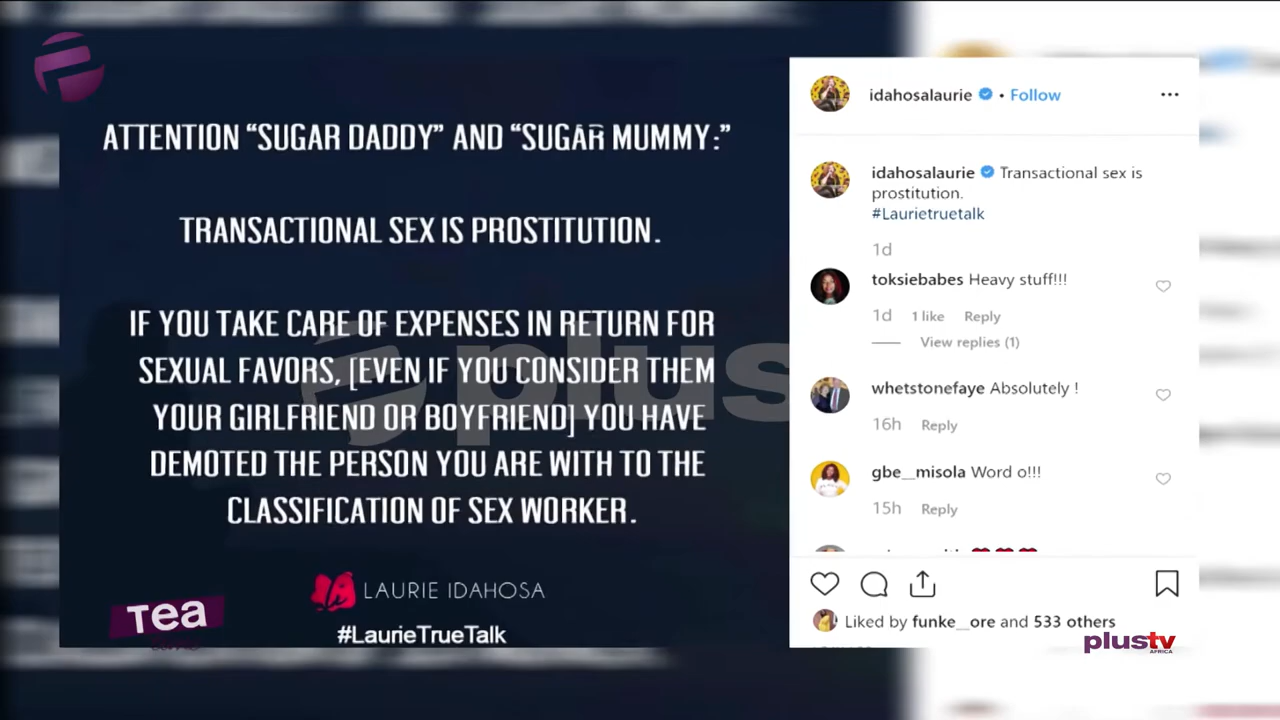 ATTENTION “SUGAR DADDY” AND “SUGAR MUMMY:”
TRANSACTIONAL SEX IS PROSTITUTION.
IF YOU TAKE CARE OF EXPENSES IN RETURN FOR
SEXUAL FAVORS, [EVEN IF YOU CONSIDER THEM
YOUR GIRLFRIEND OR BOYFRIEND] YOU HAVE
DEMOTED THE PERSON YOU ARE WITH TO THE
CLASSIFICATION OF SEX WORKER.
LAURIE IDAHOSA
#LaurieTrueTalk
Tea
plus
idahosalaurie • Follow
idahosalaurie Transactional sex is
prostitution.
#Laurietruetalk
1d
toksiebabes Heavy stuff!!!
1d 1 like Reply
View replies (1)
whetstonefaye Absolutely !
16h Reply
gbe__misola Word o!!!
15h Reply
Liked by funke__ore and 533 others
plustv
AFRICA